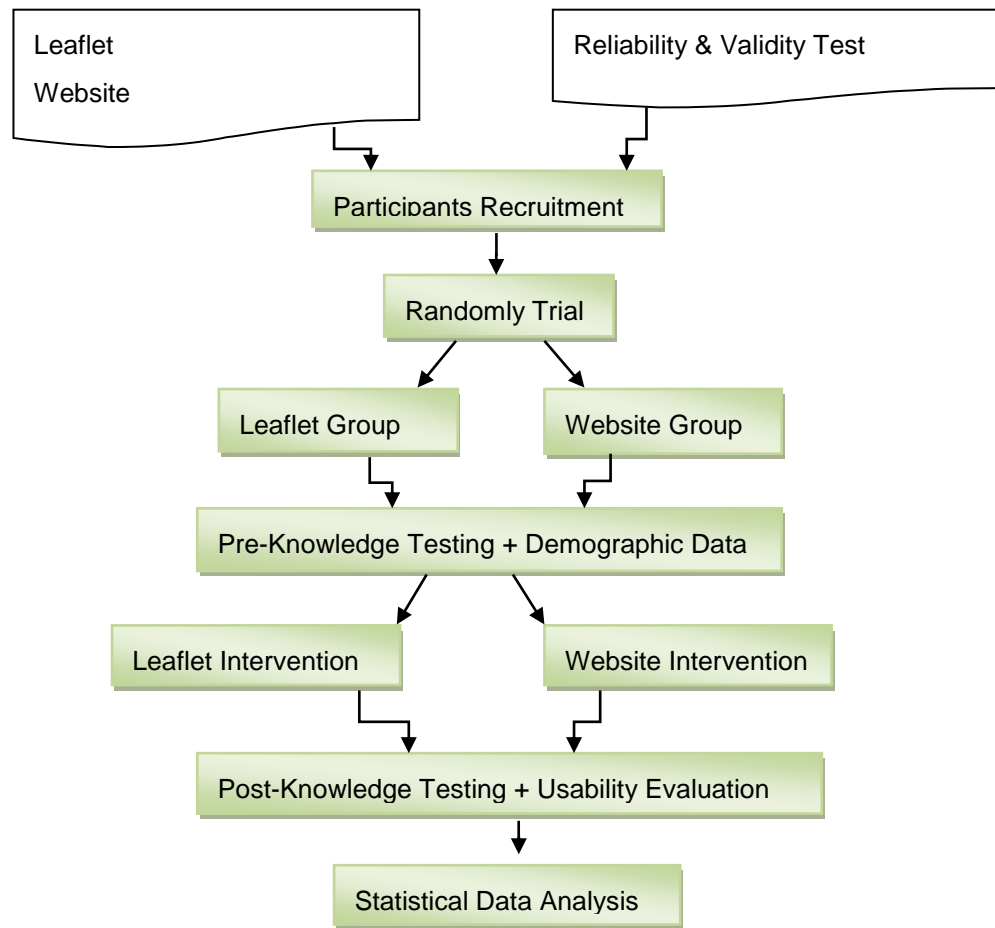 Leaflet
Website
Reliability & Validity Test
Participants Recruitment
Randomly Trial
Leaflet Group
Website Group
Pre-Knowledge Testing + Demographic Data
Leaflet Intervention
Website Intervention
Post-Knowledge Testing + Usability Evaluation
Statistical Data Analysis